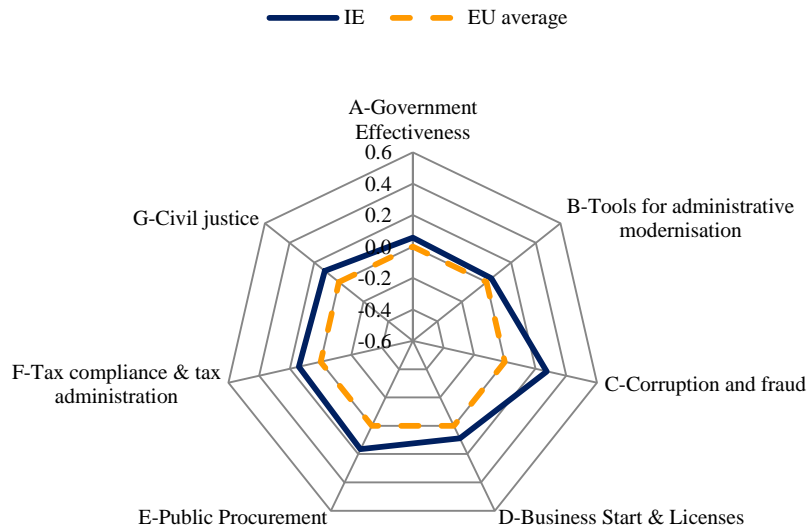 IE
EU average
A-Government
Effectiveness
0.6
0.4
0.2
0.0
-0.2
-0.4
-0.6
B-Tools for administrative
modernisation
C-Corruption and fraud
D-Business Start & Licenses
E-Public Procurement
F-Tax compliance & tax
administration
G-Civil justice